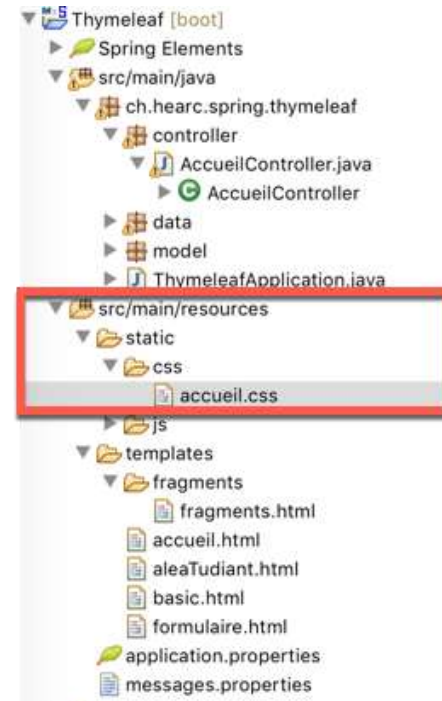 Thymeleaf [boot]
Spring Elements
src/main/java
ch.hearc.spring.thymeleaf
controller
AccueilController.java
AccueilController
data
model
ThymeleafApplication.java
src/main/resources
static
css
accueil.css
js
templates
fragments
fragments.html
accueil.html
aleaTudiant.html
basic.html
formulaire.html
application.properties
messages.properties